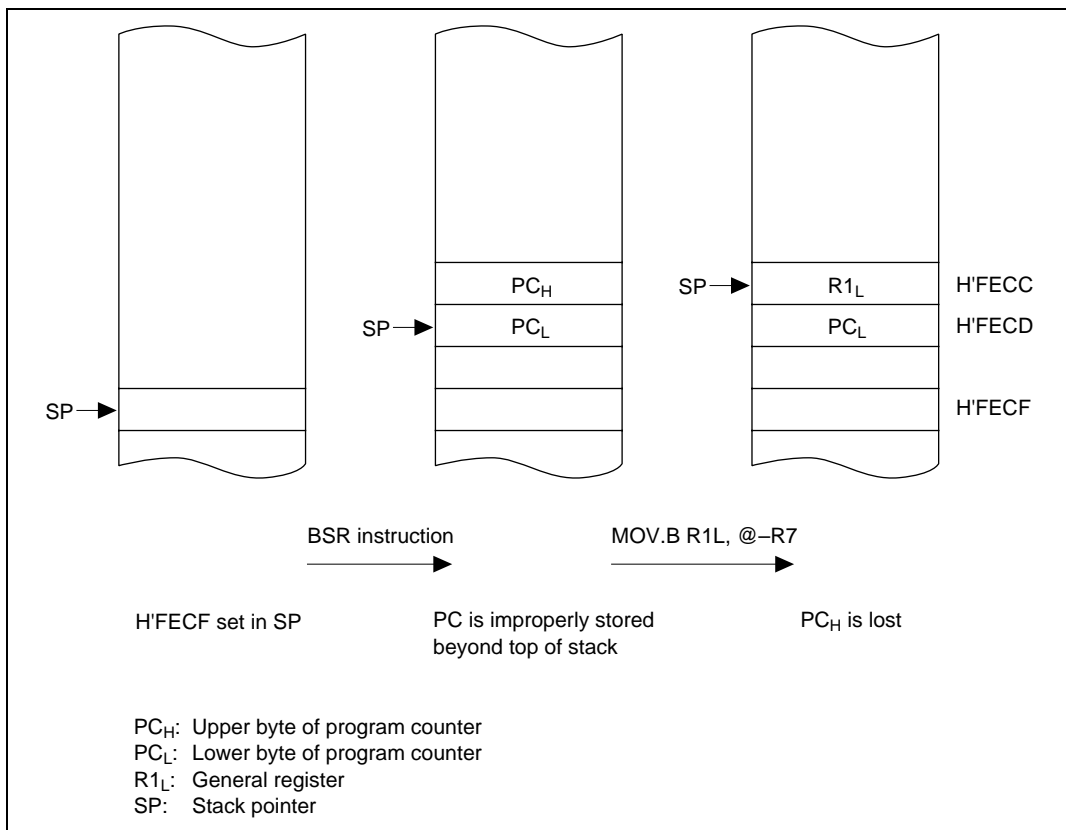 PCH R1L H'FECC
SP
SP PCL PCL H'FECD
SP H'FECF
BSR instruction MOV.B R1L, @–R7
H'FECF set in SP PC is improperly stored PCH is lost
beyond top of stack
PCH: Upper byte of program counter
PCL: Lower byte of program counter
R1L: General register
SP: Stack pointer